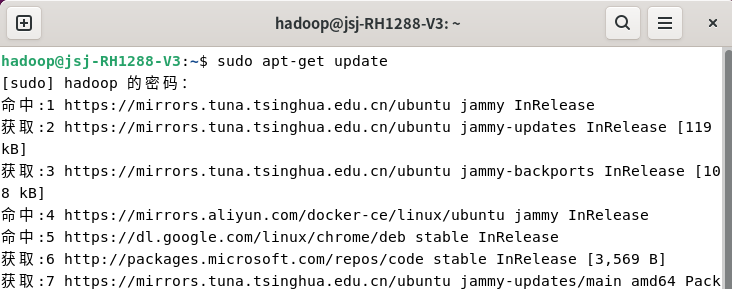 hadoop@jsj-RH1288-V3: ~
hadoop@jsj-RH1288-V3:~$ sudo apt-get update
[sudo] hadoop 的密码：
命中:1 https://mirrors.tuna.tsinghua.edu.cn/ubuntu jammy InRelease
获取:2 https://mirrors.tuna.tsinghua.edu.cn/ubuntu jammy-updates InRelease [119
kB]
获取:3 https://mirrors.tuna.tsinghua.edu.cn/ubuntu jammy-backports InRelease [10
8 kB]
命中:4 https://mirrors.aliyun.com/docker-ce/linux/ubuntu jammy InRelease
命中:5 https://dl.google.com/linux/chrome/deb stable InRelease
获取:6 http://packages.microsoft.com/repos/code stable InRelease [3,569 B]
获取:7 https://mirrors.tuna.tsinghua.edu.cn/ubuntu jammy-updates/main amd64 Pack